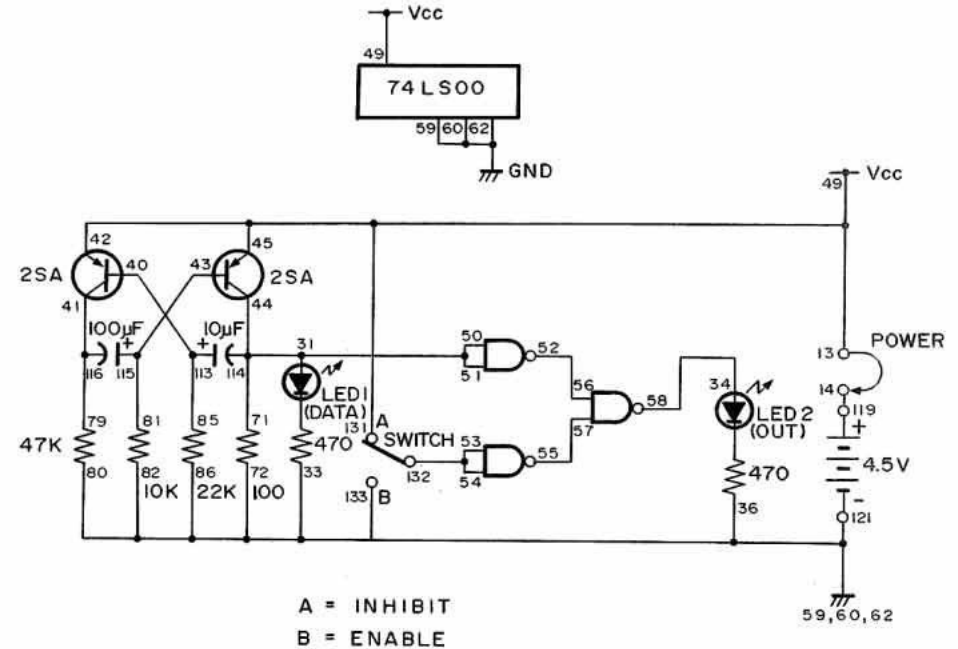 Vcc
49
74LS00
59 60 62
GND
49 Vcc
42 45
2SA 40 43 2SA
41 44
100µF + + 10µF
116 115 113 114
31
LED1
(DATA)
50
51
52
56
57
58
34
LED2
(OUT)
POWER
13
14
119
+
4.5V
-
121
131 A
SWITCH
132
133 B
53
54
55
79 81 85 71
47K 470 470
80 82 86 72 33 36
10K 22K 100
59,60,62
A = INHIBIT
B = ENABLE